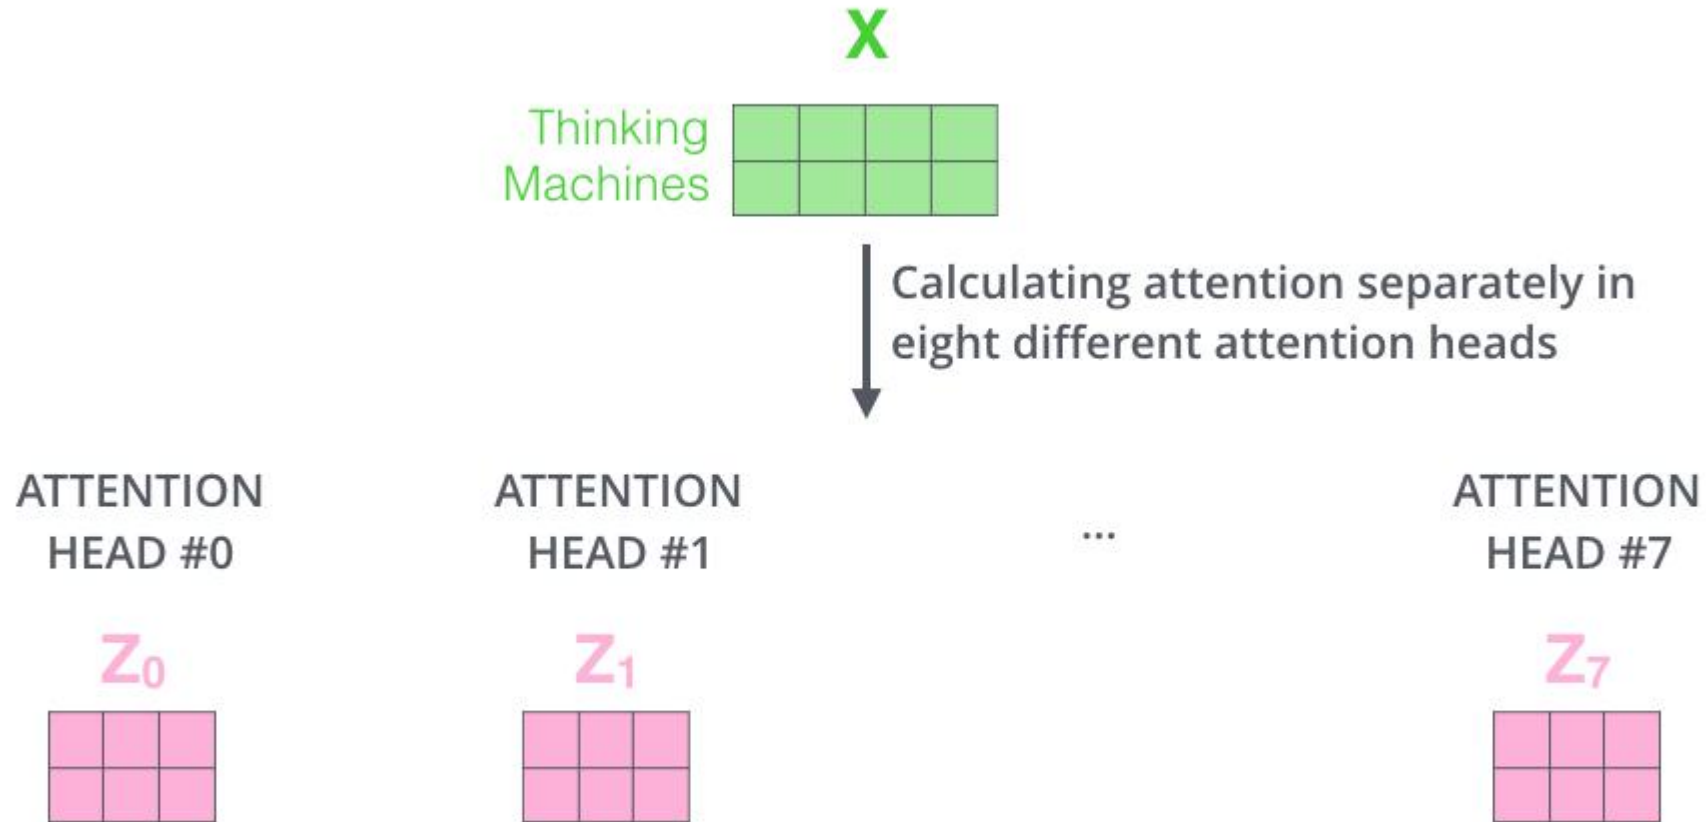 X
Thinking
Machines
Calculating attention separately in
eight different attention heads
ATTENTION
HEAD #0
ATTENTION
HEAD #1
...
ATTENTION
HEAD #7
Z₀
Z₁
Z₇